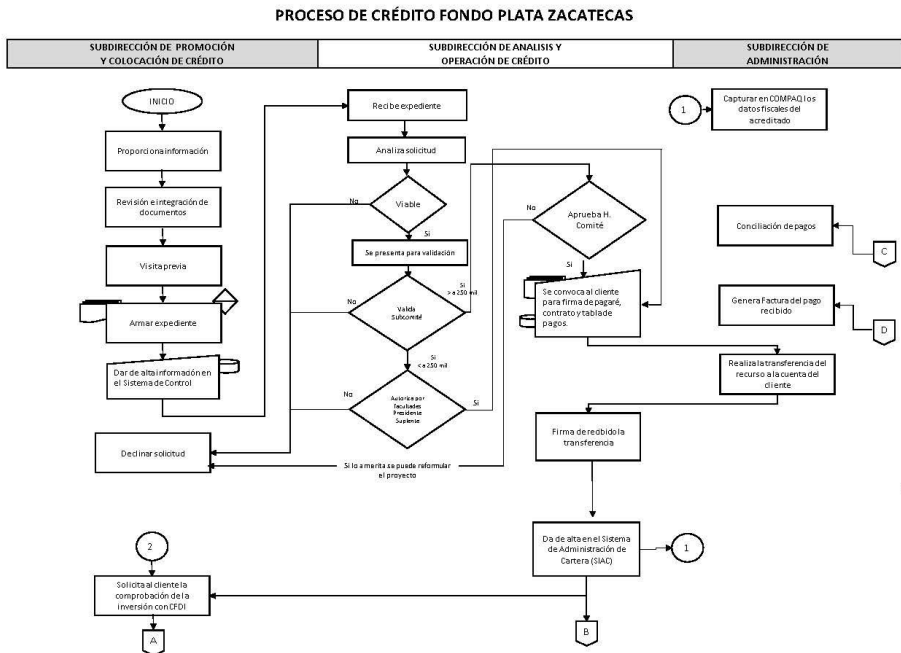 PROCESO DE CRÉDITO FONDO PLATA ZACATECAS
SUBDIRECCIÓN DE PROMOCIÓN
Y COLOCACIÓN DE CRÉDITO
SUBDIRECCIÓN DE ANALISIS Y
OPERACIÓN DE CRÉDITO
SUBDIRECCIÓN DE
ADMINISTRACIÓN
INICIO
Proporciona información
Revisión e integración de
documentos
Visita previa
Armar expediente
Dar de alta información en
el Sistema de Control
Declinar solicitud
2
Solicita al cliente la
comprobación de la
inversión con CFDI
A
Recibe expediente
Analiza solicitud
No
Viable
Si
Se presenta para validación
No
Valida
Subcomité
Si
> a 250 mil
Si
< a 250 mil
No
Autoriza por
facultades
Presidente
Suplente
Si
Si lo amerita se puede reformular
el proyecto
No
Aprueba H.
Comité
Si
Se convoca al cliente
para firma de pagaré,
contrato y tabla de
pagos.
Firma de recibido la
transferencia
Da de alta en el Sistema
de Administración de
Cartera (SIAC)
1
B
1
Capturar en COMPAQ los
datos fiscales del
acreditado
Conciliación de pagos
C
Genera Factura del pago
recibido
D
Realiza la transferencia del
recurso a la cuenta del
cliente